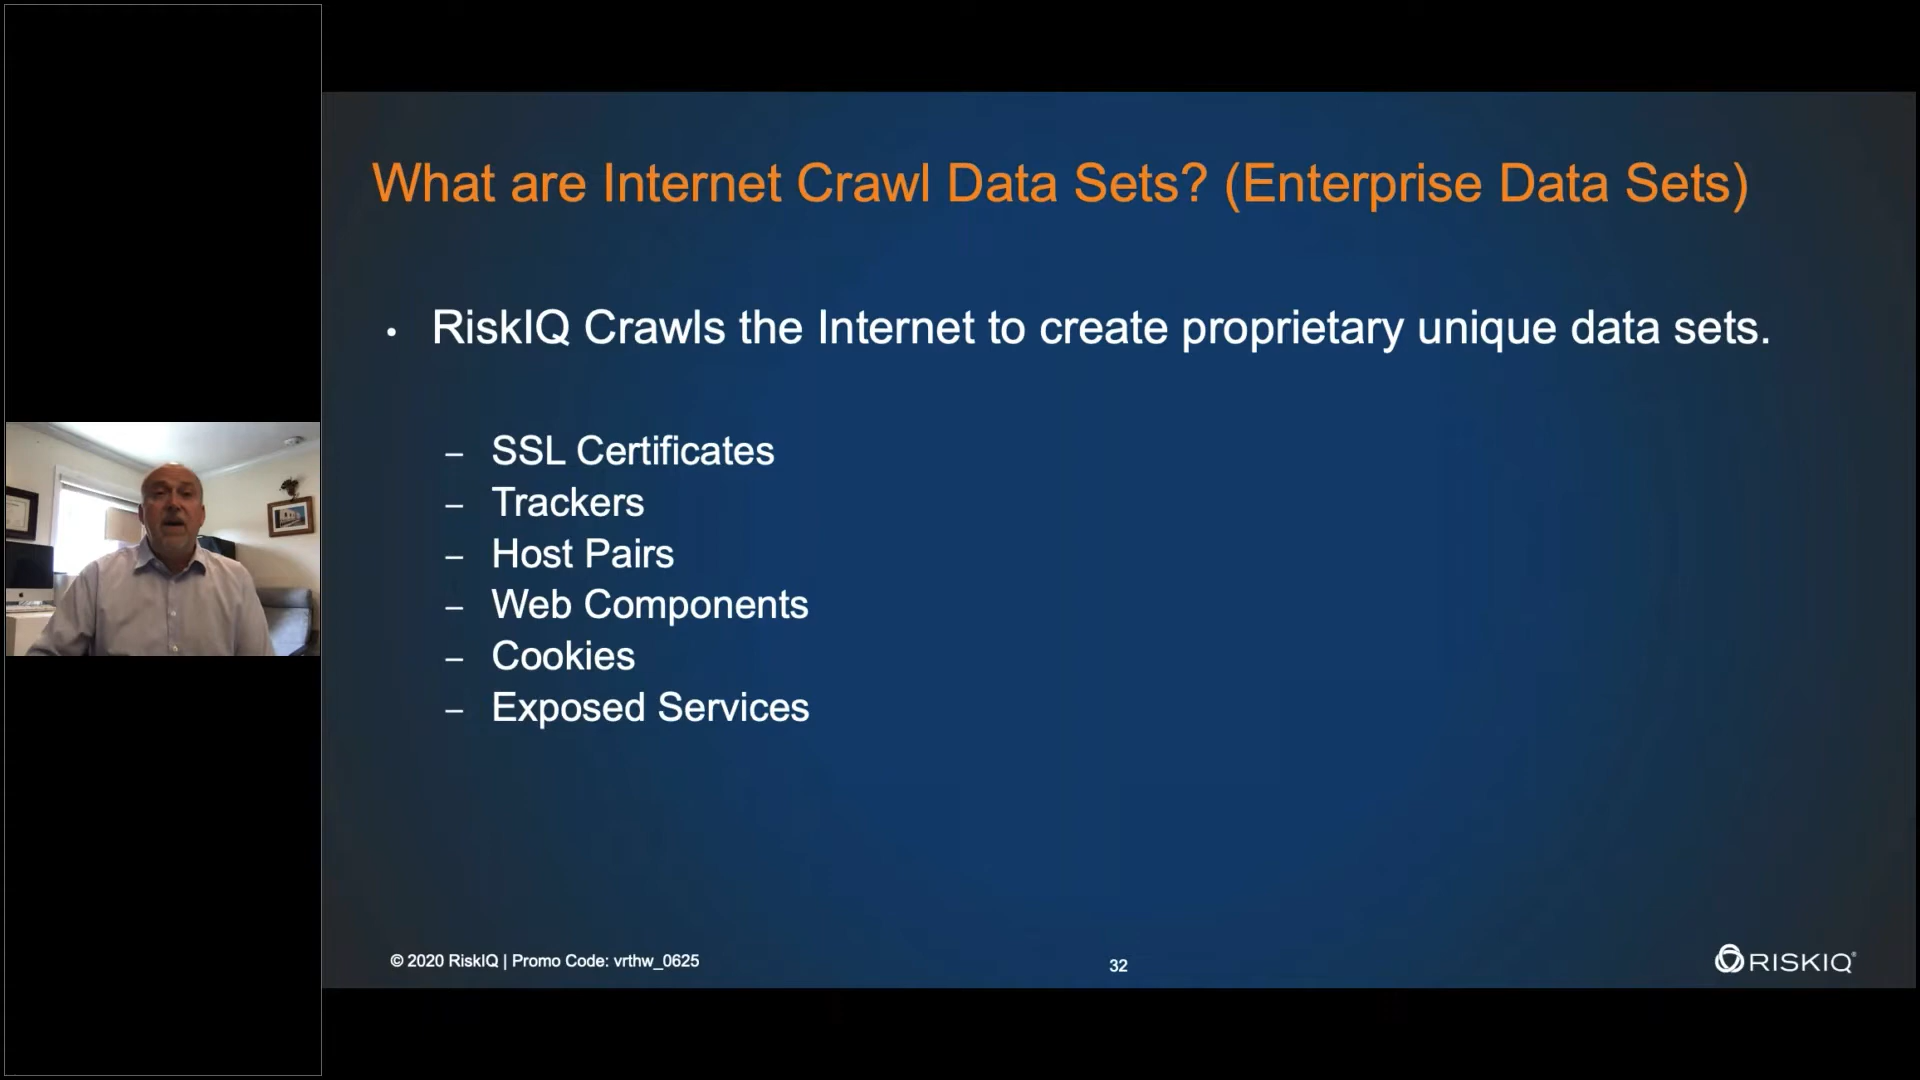 What are Internet Crawl Data Sets? (Enterprise Data Sets)
• RiskIQ Crawls the Internet to create proprietary unique data sets.
– SSL Certificates
– Trackers
– Host Pairs
– Web Components
– Cookies
– Exposed Services
© 2020 RiskIQ | Promo Code: vrthw_0625
32
RISKIQ®